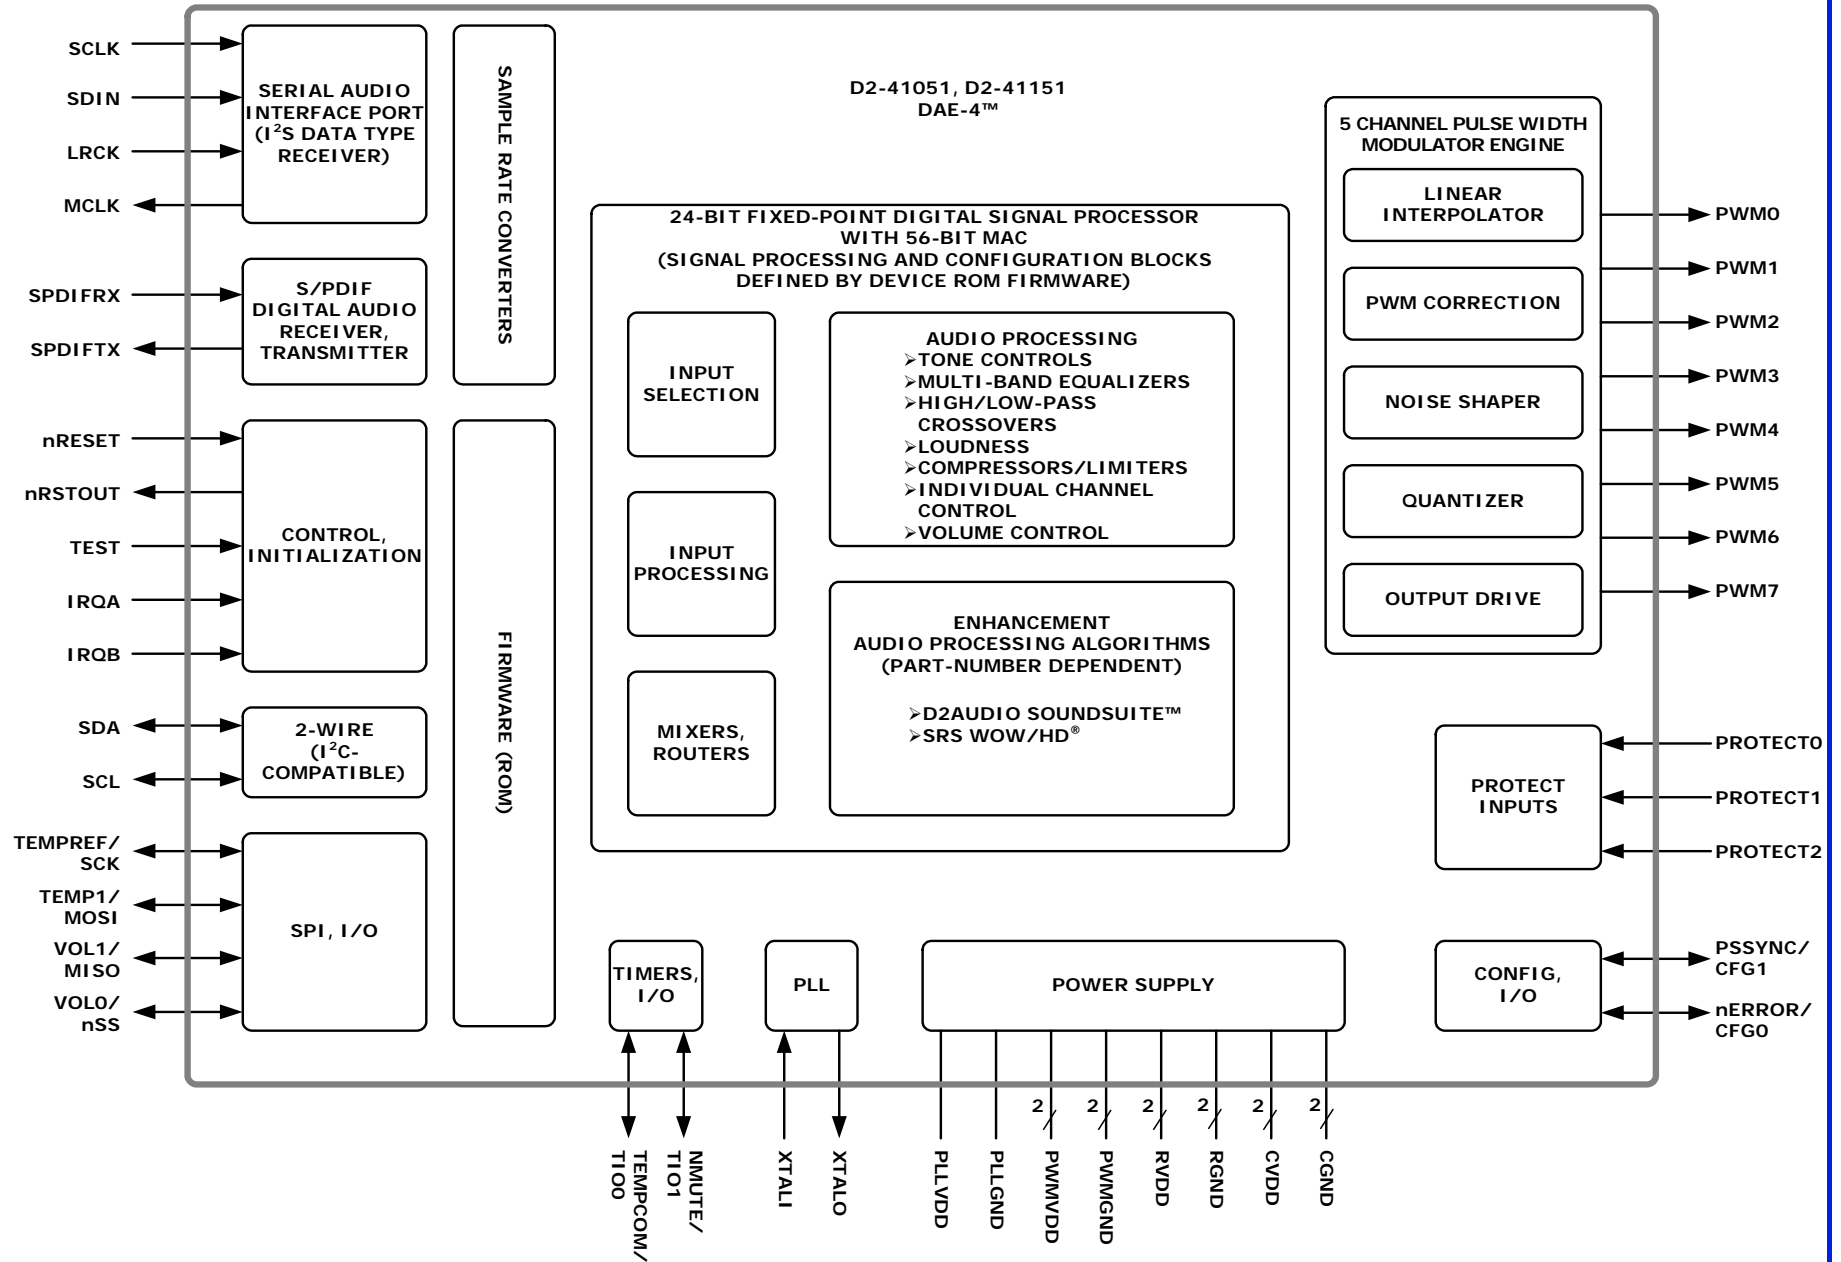 D2-41051, D2-41151
DAE-4™
SCLK
SDIN
LRCK
MCLK
SERIAL AUDIO
INTERFACE PORT
(I²S DATA TYPE
RECEIVER)
SPDIFRX
SPDIFTX
S/PDIF
DIGITAL AUDIO
RECEIVER,
TRANSMITTER
nRESET
nRSTOUT
TEST
IRQA
IRQB
CONTROL,
INITIALIZATION
SDA
SCL
2-WIRE
(I²C-
COMPATIBLE)
TEMPREF/
SCK
TEMP1/
MOSI
VOL1/
MISO
VOL0/
nSS
SPI, I/O
SAMPLE RATE CONVERTERS
FIRMWARE (ROM)
24-BIT FIXED-POINT DIGITAL SIGNAL PROCESSOR
WITH 56-BIT MAC
(SIGNAL PROCESSING AND CONFIGURATION BLOCKS
DEFINED BY DEVICE ROM FIRMWARE)
INPUT
SELECTION
INPUT
PROCESSING
MIXERS,
ROUTERS
AUDIO PROCESSING
➢TONE CONTROLS
➢MULTI-BAND EQUALIZERS
➢HIGH/LOW-PASS
CROSSOVERS
➢LOUDNESS
➢COMPRESSORS/LIMITERS
➢INDIVIDUAL CHANNEL
CONTROL
➢VOLUME CONTROL
ENHANCEMENT
AUDIO PROCESSING ALGORITHMS
(PART-NUMBER DEPENDENT)
➢D2AUDIO SOUNDSUITE™
➢SRS WOW/HD®
5 CHANNEL PULSE WIDTH
MODULATOR ENGINE
LINEAR
INTERPOLATOR
PWM CORRECTION
NOISE SHAPER
QUANTIZER
OUTPUT DRIVE
PWM0
PWM1
PWM2
PWM3
PWM4
PWM5
PWM6
PWM7
PROTECT
INPUTS
PROTECT0
PROTECT1
PROTECT2
CONFIG,
I/O
PSSYNC/
CFG1
nERROR/
CFG0
TIMERS,
I/O
PLL
POWER SUPPLY
2
2
2
2
2
2
TEMPCOM/
TIO0
NMUTE/
TIO1
XTALI
XTALO
PLLVDD
PLLGND
PWMVDD
PWMGND
RVDD
RGND
CVDD
CGND